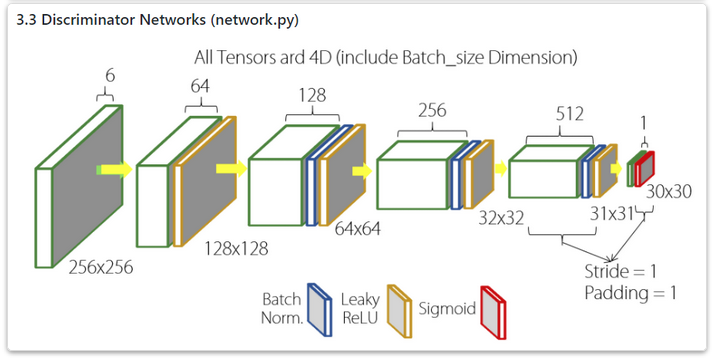 3.3 Discriminator Networks (network.py)
All Tensors ard 4D (include Batch_size Dimension)
6
64
128
256
512
1
256x256
128x128
64x64
32x32
31x31
30x30
Stride = 1
Padding = 1
Batch
Norm.
Leaky
ReLU
Sigmoid